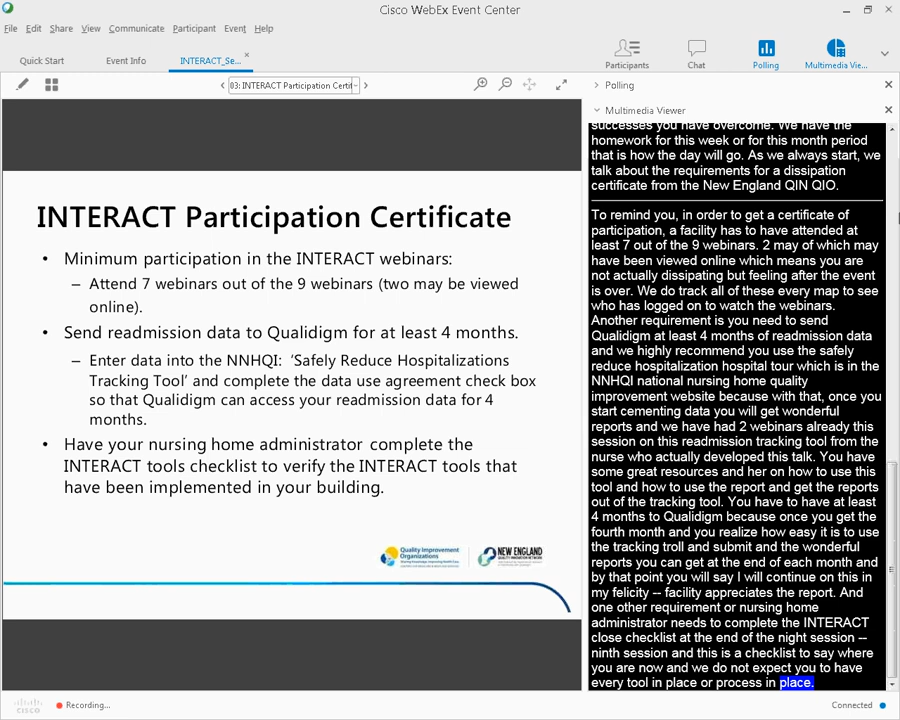 Cisco WebEx Event Center
File Edit Share View Communicate Participant Event Help
Quick Start Event Info INTERACT_Se...
Participants Chat Polling Multimedia Vie...
03: INTERACT Participation Certif
Polling
Multimedia Viewer
INTERACT Participation Certificate
• Minimum participation in the INTERACT webinars:
– Attend 7 webinars out of the 9 webinars (two may be viewed
online).
• Send readmission data to Qualidigm for at least 4 months.
– Enter data into the NNHQI: ‘Safely Reduce Hospitalizations
Tracking Tool’ and complete the data use agreement check box
so that Qualidigm can access your readmission data for 4
months.
• Have your nursing home administrator complete the
INTERACT tools checklist to verify the INTERACT tools that
have been implemented in your building.
Quality Improvement
Organizations
NEW ENGLAND
successes you have overcome. We have the
homework for this week or for this month period
that is how the day will go. As we always start, we
talk about the requirements for a dissipation
certificate from the New England QIN QIO.
To remind you, in order to get a certificate of
participation, a facility has to have attended at
least 7 out of the 9 webinars. 2 may of which may
have been viewed online which means you are
not actually dissipating but feeling after the event
is over. We do track all of these every map to see
who has logged on to watch the webinars.
Another requirement is you need to send
Qualidigm at least 4 months of readmission data
and we highly recommend you use the safely
reduce hospitalization hospital tour which is in the
NNHQI national nursing home quality
improvement website because with that, once you
start cementing data you will get wonderful
reports and we have had 2 webinars already this
session on this readmission tracking tool from the
nurse who actually developed this talk. You have
some great resources and her on how to use this
tool and how to use the report and get the reports
out of the tracking tool. You have to have at least
4 months to Qualidigm because once you get the
fourth month and you realize how easy it is to use
the tracking troll and submit and the wonderful
reports you can get at the end of each month and
by that point you will say I will continue on this in
my felicity -- facility appreciates the report. And
one other requirement or nursing home
administrator needs to complete the INTERACT
close checklist at the end of the night session --
ninth session and this is a checklist to say where
you are now and we do not expect you to have
every tool in place or process in place.
cisco Recording... Connected